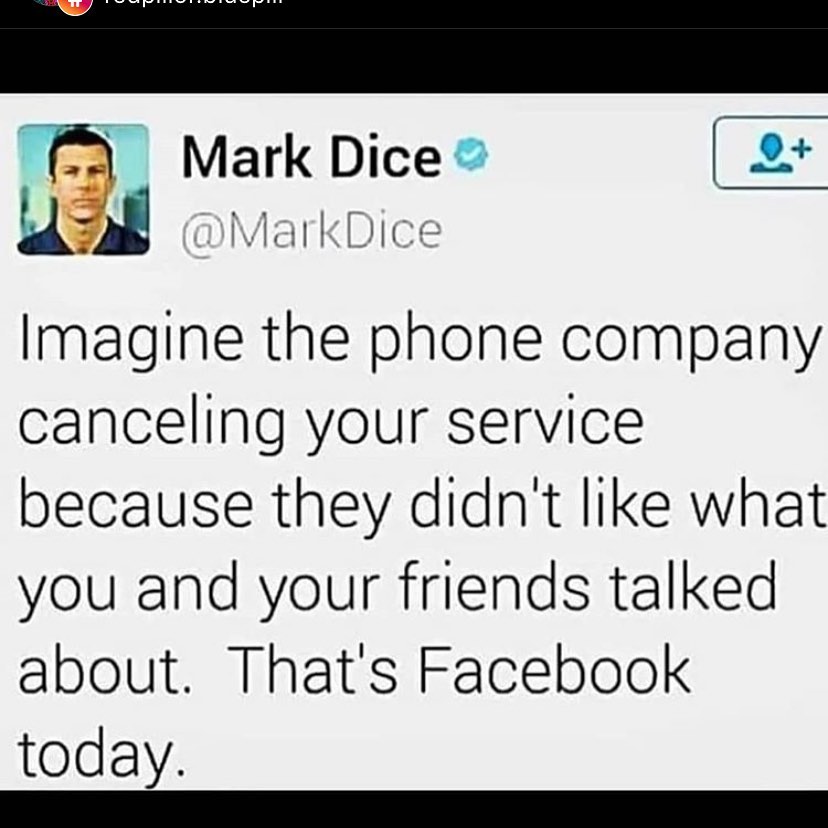 Mark Dice
@MarkDice
Imagine the phone company
canceling your service
because they didn't like what
you and your friends talked
about. That's Facebook
today.